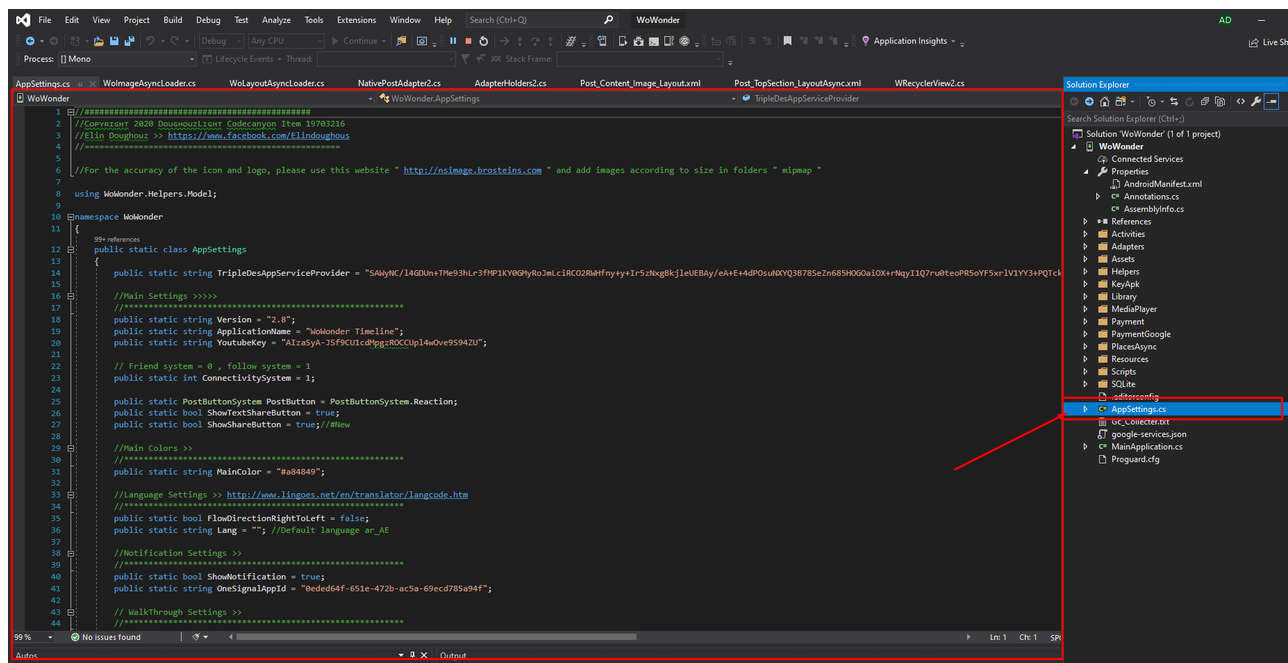 File Edit View Project Build Debug Test Analyze Tools Extensions Window Help Search (Ctrl+Q) WoWonder AD
Debug Any CPU Continue Application Insights Live Sh
Process: [] Mono Lifecycle Events Thread: Stack Frame:
AppSettings.cs WoImageAsyncLoader.cs WoLayoutAsyncLoader.cs NativePostAdapter2.cs AdapterHolders2.cs Post_Content_Image_Layout.xml Post_TopSection_LayoutAsync.xml WRecyclerView2.cs
WoWonder WoWonder.AppSettings TripleDesAppServiceProvider
1 //##############################################
2 //Copyright 2020 DoughouzLight Codecanyon Item 19703216
3 //Elin Doughouz >> https://www.facebook.com/Elindoughouz
4 //====================================================
5
6 //For the accuracy of the icon and logo, please use this website " http://nsimage.brosteins.com " and add images according to size in folders " mipmap "
7
8 using WoWonder.Helpers.Model;
9
10 namespace WoWonder
11 {
99+ references
12 public static class AppSettings
13 {
14 public static string TripleDesAppServiceProvider =
15
16 //Main Settings >>>>>
17 //*********************************************************
18 public static string Version = "2.8";
19 public static string ApplicationName = "WoWonder Timeline";
20 public static string YoutubeKey = "AIzaSyA-JSf9CU1cdMpgzROCCUpl4wOve9S94ZU";
21
22 // Friend system = 0 , follow system = 1
23 public static int ConnectivitySystem = 1;
24
25 public static PostButtonSystem PostButton = PostButtonSystem.Reaction;
26 public static bool ShowTextShareButton = true;
27 public static bool ShowShareButton = true;//#New
28
29 //Main Colors >>
30 //*********************************************************
31 public static string MainColor = "#a84849";
32
33 //Language Settings >> http://www.lingoes.net/en/translator/langcode.htm
34 //*********************************************************
35 public static bool FlowDirectionRightToLeft = false;
36 public static string Lang = ""; //Default language ar_AE
37
38 //Notification Settings >>
39 //*********************************************************
40 public static bool ShowNotification = true;
41 public static string OneSignalAppId = "0eded64f-651e-472b-ac5a-69ecd785a94f";
42
43 // WalkThrough Settings >>
44 //*********************************************************
99 % No issues found Ln: 1 Ch: 1 SPC
Autos Output
Solution Explorer
Search Solution Explorer (Ctrl+;)
Solution 'WoWonder' (1 of 1 project)
WoWonder
Connected Services
Properties
AndroidManifest.xml
Annotations.cs
AssemblyInfo.cs
References
Activities
Adapters
Assets
Helpers
KeyApk
Library
MediaPlayer
Payment
PaymentGoogle
PlacesAsync
Resources
Scripts
SQLite
.editorconfig
AppSettings.cs
GC_Collecter.txt
google-services.json
MainApplication.cs
Proguard.cfg